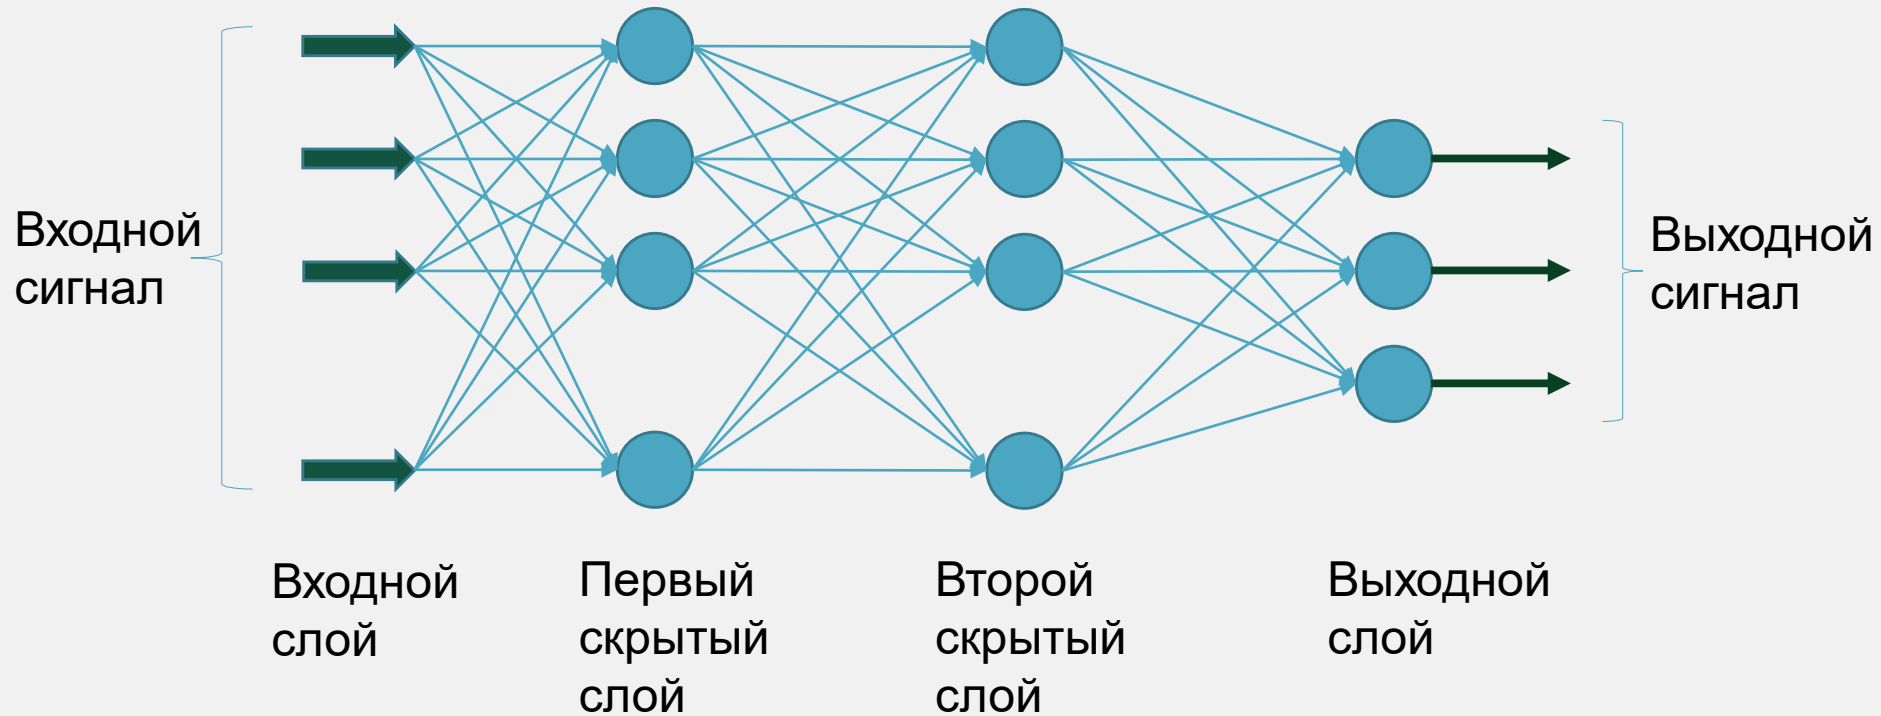 Входной
сигнал
Выходной
сигнал
Входной
слой
Первый
скрытый
слой
Второй
скрытый
слой
Выходной
слой